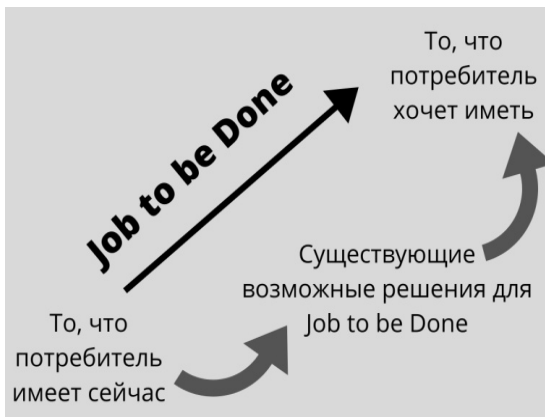 То, что
потребитель
хочет иметь
Job to be Done
Существующие
возможные решения для
Job to be Done
То, что
потребитель
имеет сейчас